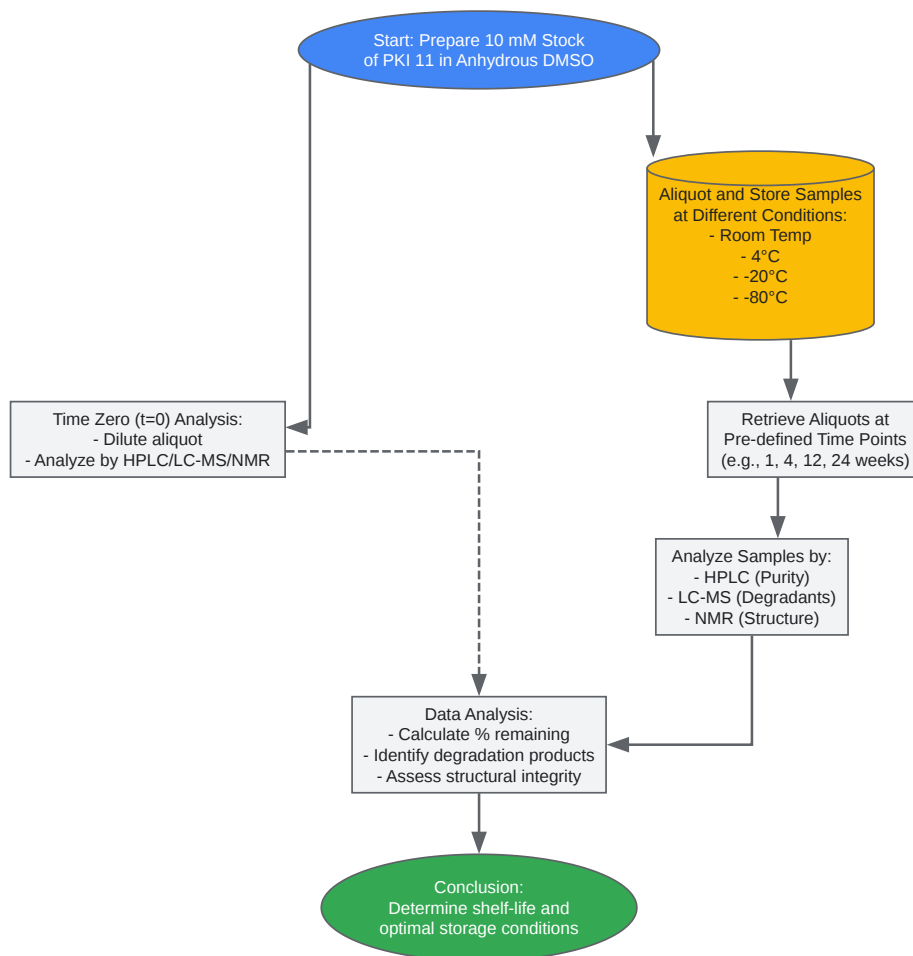 Start: Prepare 10 mM Stock
of PKI 11 in Anhydrous DMSO
Aliquot and Store Samples
at Different Conditions:
- Room Temp
- 4°C
- -20°C
- -80°C
Time Zero (t=0) Analysis:
- Dilute aliquot
- Analyze by HPLC/LC-MS/NMR
Retrieve Aliquots at
Pre-defined Time Points
(e.g., 1, 4, 12, 24 weeks)
Analyze Samples by:
- HPLC (Purity)
- LC-MS (Degradants)
- NMR (Structure)
Data Analysis:
- Calculate % remaining
- Identify degradation products
- Assess structural integrity
Conclusion:
Determine shelf-life and
optimal storage conditions